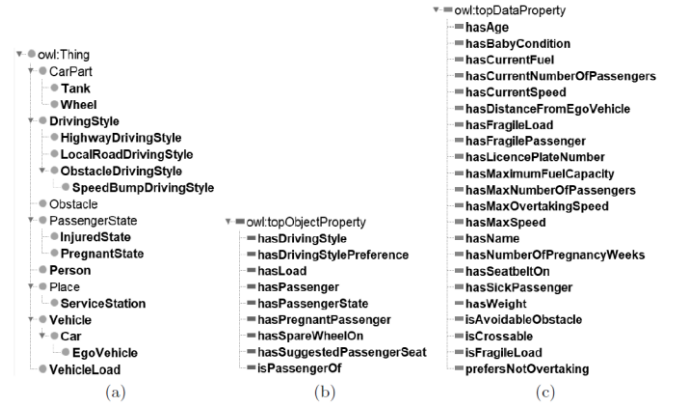 owl:Thing
CarPart
Tank
Wheel
DrivingStyle
HighwayDrivingStyle
LocalRoadDrivingStyle
ObstacleDrivingStyle
SpeedBumpDrivingStyle
Obstacle
PassengerState
InjuredState
PregnantState
Person
Place
ServiceStation
Vehicle
Car
EgoVehicle
VehicleLoad
(a)
owl:topObjectProperty
hasDrivingStyle
hasDrivingStylePreference
hasLoad
hasPassenger
hasPassengerState
hasPregnantPassenger
hasSpareWheelOn
hasSuggestedPassengerSeat
isPassengerOf
(b)
owl:topDataProperty
hasAge
hasBabyCondition
hasCurrentFuel
hasCurrentNumberOfPassengers
hasCurrentSpeed
hasDistanceFromEgoVehicle
hasFragileLoad
hasFragilePassenger
hasLicencePlateNumber
hasMaximumFuelCapacity
hasMaxNumberOfPassengers
hasMaxOvertakingSpeed
hasMaxSpeed
hasName
hasNumberOfPregnancyWeeks
hasSeatbeltOn
hasSickPassenger
hasWeight
isAvoidableObstacle
isCrossable
isFragileLoad
prefersNotOvertaking
(c)